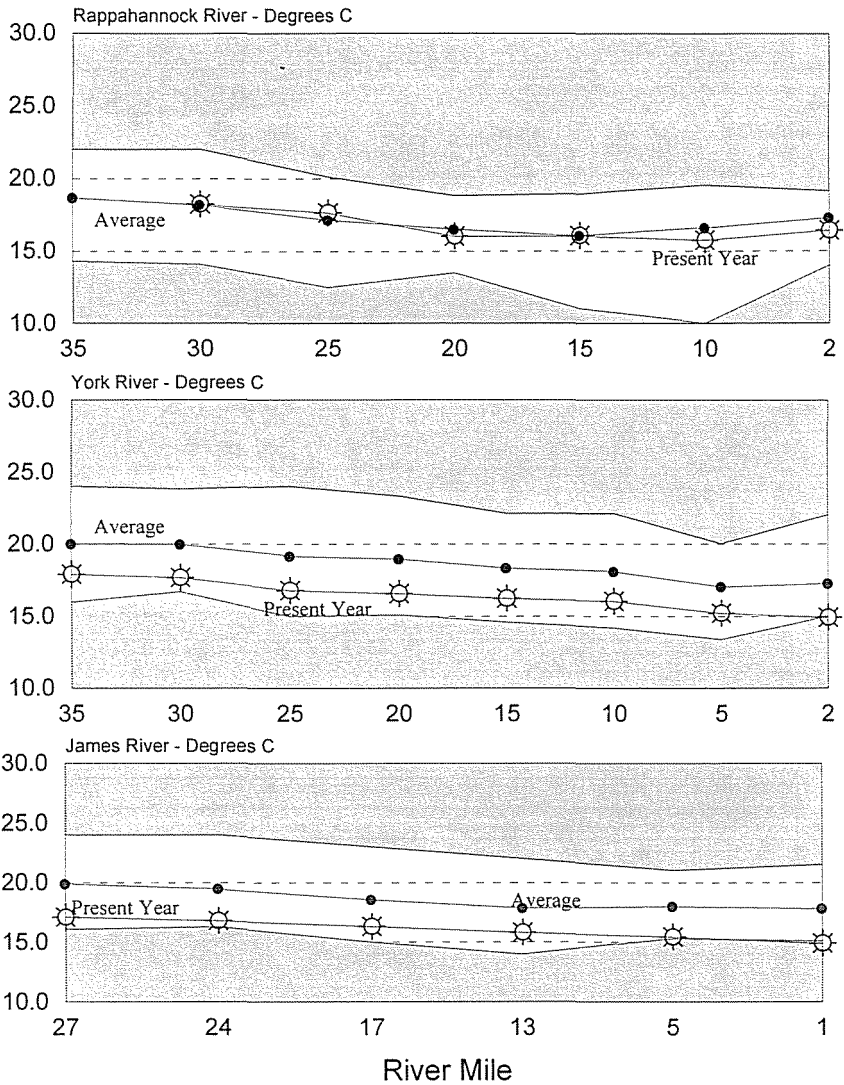 Rappahannock River - Degrees C
30.0
25.0
20.0
Average
15.0
Present Year
10.0
35 30 25 20 15 10 2
York River - Degrees C
30.0
25.0
Average
20.0
Present Year
15.0
10.0
35 30 25 20 15 10 5 2
James River - Degrees C
30.0
25.0
20.0
Present Year Average
15.0
10.0
27 24 17 13 5 1
River Mile